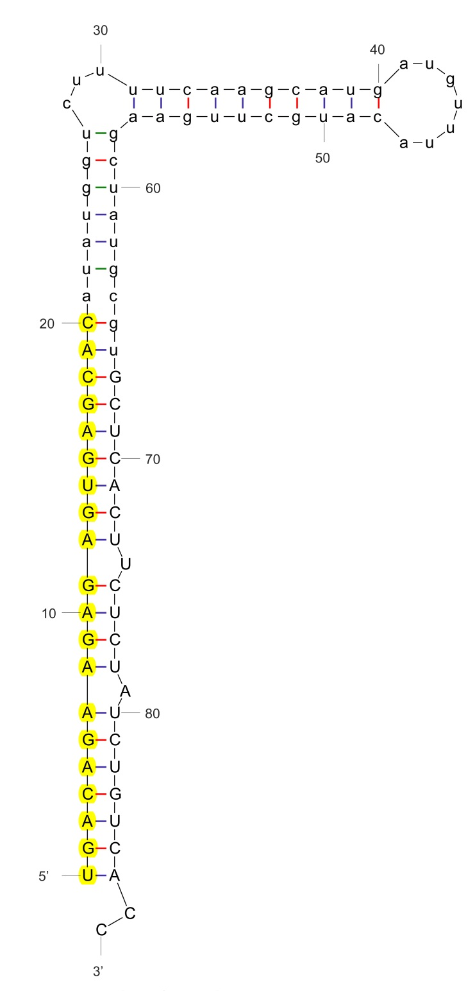 30
40
u u u u c a a g c a u g a u
c a a g u u c g u a c g
u g u
g c 50 a u u
g u 60
u a
a u
u g
a c
20 C g
A u
C G
G C
A U
G C 70
U A
G C
A U
U
G C
10 A U
G C
A U
A
A U 80
G C
A U
C G
A U
G C
5’ U A
C
C
3’